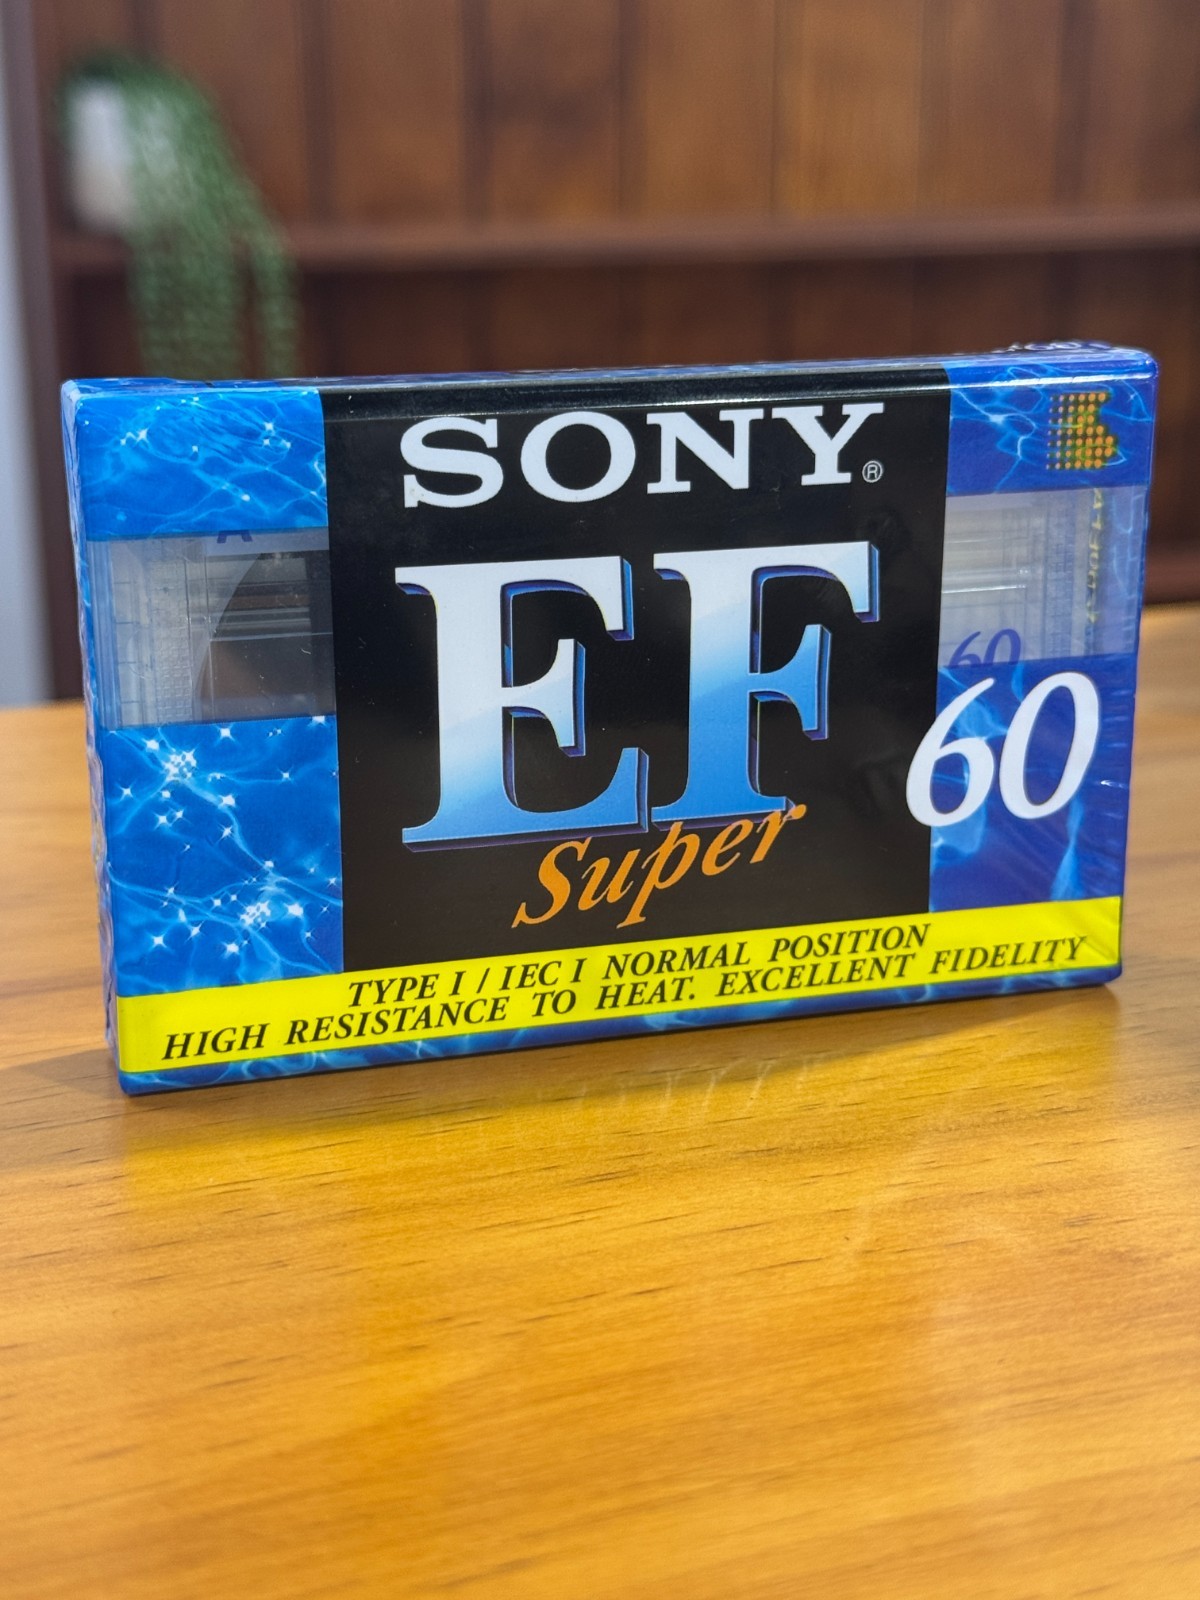 SONY®
A
EF
60
60
Super
TYPE I / IEC I NORMAL POSITION
HIGH RESISTANCE TO HEAT. EXCELLENT FIDELITY